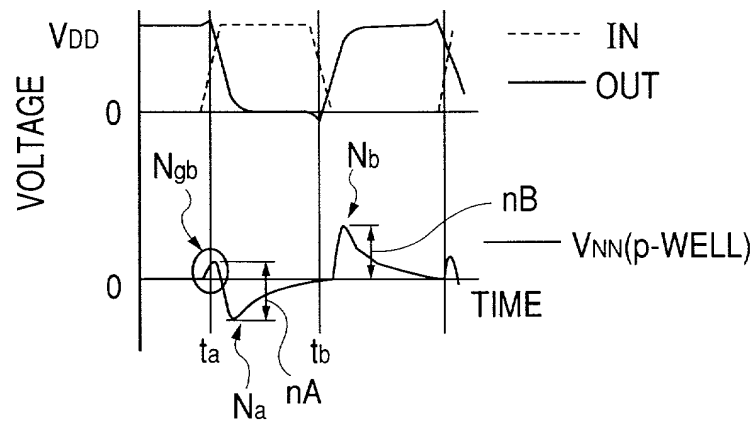 VDD
IN
OUT
0
VOLTAGE
Ngb
Nb
nB
VNN(p-WELL)
0
TIME
ta
tb
Na
nA